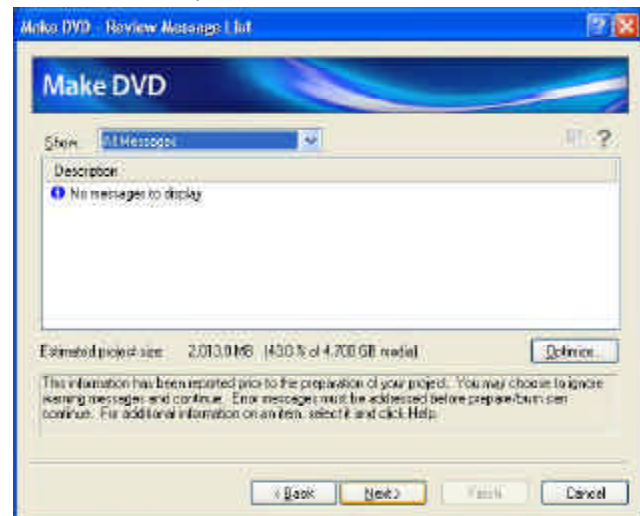 Make DVD - Review Message List
Make DVD
Show: All Messages
Description
No messages to display
Estimated project size: 2,013.9 MB (43.0 % of 4.700 GB media) Optimize...
This information has been reported prior to the preparation of your project. You may choose to ignore
warning messages and continue. Error messages must be addressed before prepare/burn can
continue. For additional information on an item, select it and click Help.
< Back Next > Finish Cancel